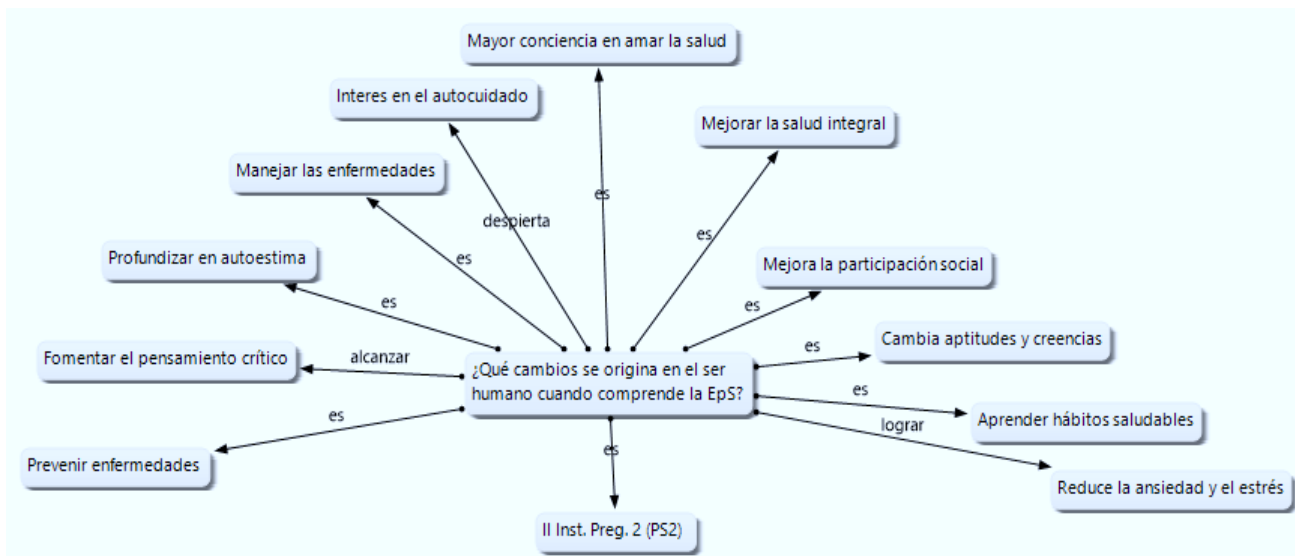 Mayor conciencia en amar la salud
Interes en el autocuidado
Mejorar la salud integral
Manejar las enfermedades
es
despierta
es
es
Profundizar en autoestima
Mejora la participación social
es
es
Fomentar el pensamiento crítico
alcanzar
Cambia aptitudes y creencias
es
¿Qué cambios se origina en el ser
humano cuando comprende la EpS?
es
Aprender hábitos saludables
es
lograr
Prevenir enfermedades
es
Reduce la ansiedad y el estrés
II Inst. Preg. 2 (PS2)